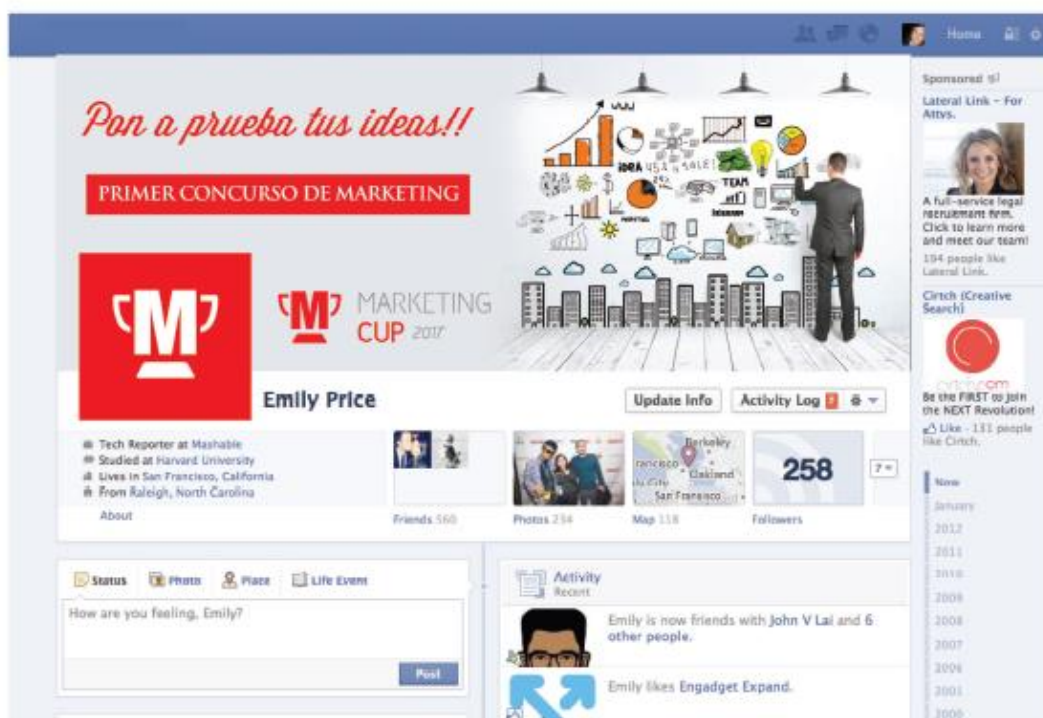 Home
Pon a prueba tus ideas!!
PRIMER CONCURSO DE MARKETING
M
M MARKETING
CUP 2017
IDEA
SALE!
TEAM
Emily Price
Update Info
Activity Log
Tech Reporter at Mashable
Studied at Harvard University
Lives in San Francisco, California
From Raleigh, North Carolina
About
Friends 560
Photos 234
Berkeley
Oakland
San Francisco
Map 118
258
Followers
7
Status
Photo
Place
Life Event
How are you feeling, Emily?
Post
Activity
Recent
Emily is now friends with John V Lai and 6
other people.
Emily likes Engadget Expand.
Sponsored
Lateral Link – For
Attys.
A full-service legal
recruitment firm.
Click to learn more
and meet our team!
194 people like
Lateral Link.
Cirtch (Creative
Search)
Be the FIRST to join
the NEXT Revolution!
Like · 131 people
like Cirtch.
Now
January
2012
2011
2010
2009
2008
2007
2006